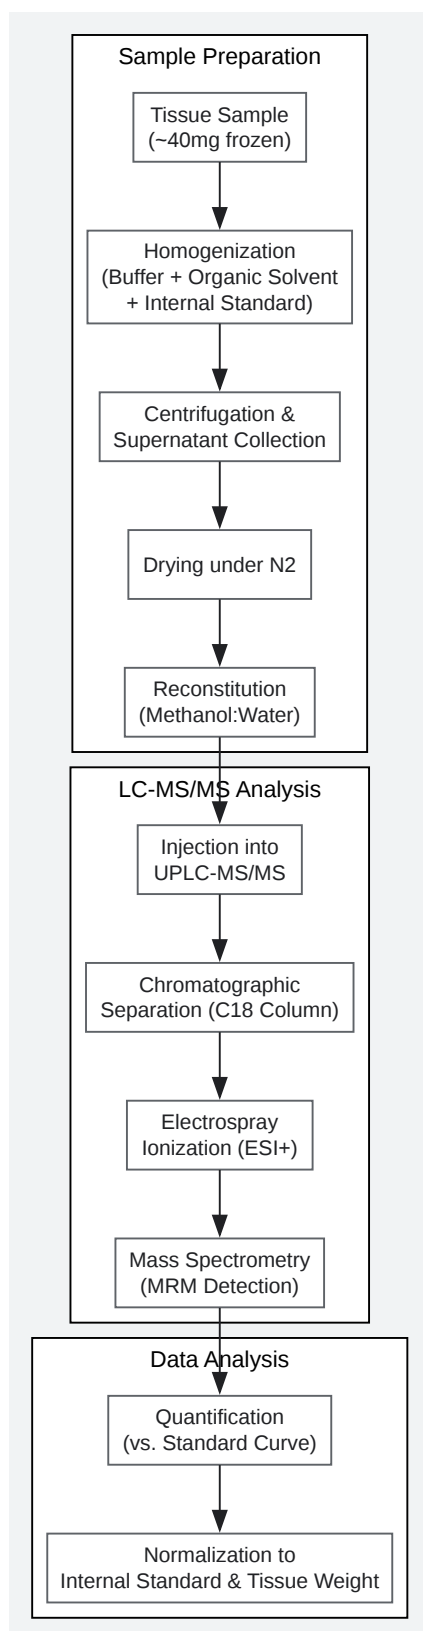 Sample Preparation
Tissue Sample
(~40mg frozen)
Homogenization
(Buffer + Organic Solvent
+ Internal Standard)
Centrifugation &
Supernatant Collection
Drying under N2
Reconstitution
(Methanol:Water)
LC-MS/MS Analysis
Injection into
UPLC-MS/MS
Chromatographic
Separation (C18 Column)
Electrospray
Ionization (ESI+)
Mass Spectrometry
(MRM Detection)
Data Analysis
Quantification
(vs. Standard Curve)
Normalization to
Internal Standard & Tissue Weight